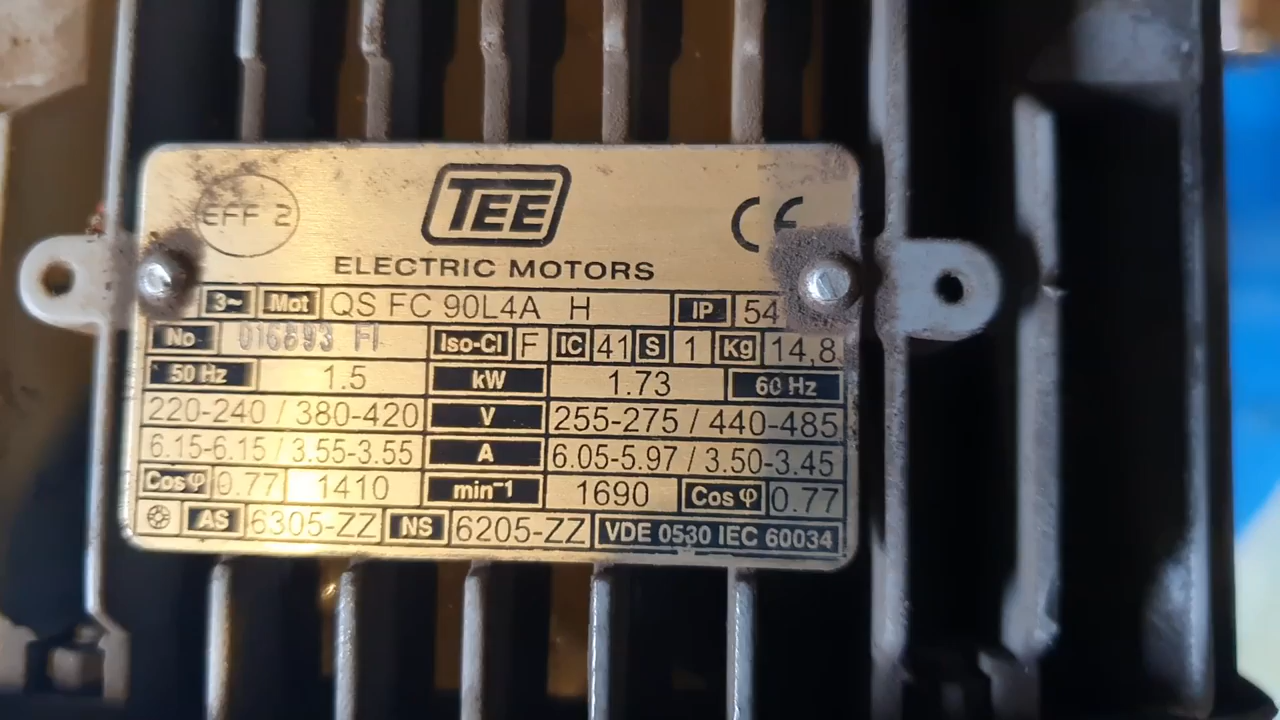 EFF 2
TEE
CE
ELECTRIC MOTORS
3~ Mot QS FC 90L4A H IP 54
No 016893 FI Iso-Cl F IC 41 S 1 Kg 14,8
50 Hz 1.5 kW 1.73 60 Hz
220-240 / 380-420 V 255-275 / 440-485
6.15-6.15 / 3.55-3.55 A 6.05-5.97 / 3.50-3.45
Cos φ 0.77 1410 min⁻¹ 1690 Cos φ 0.77
AS 6305-ZZ NS 6205-ZZ VDE 0530 IEC 60034